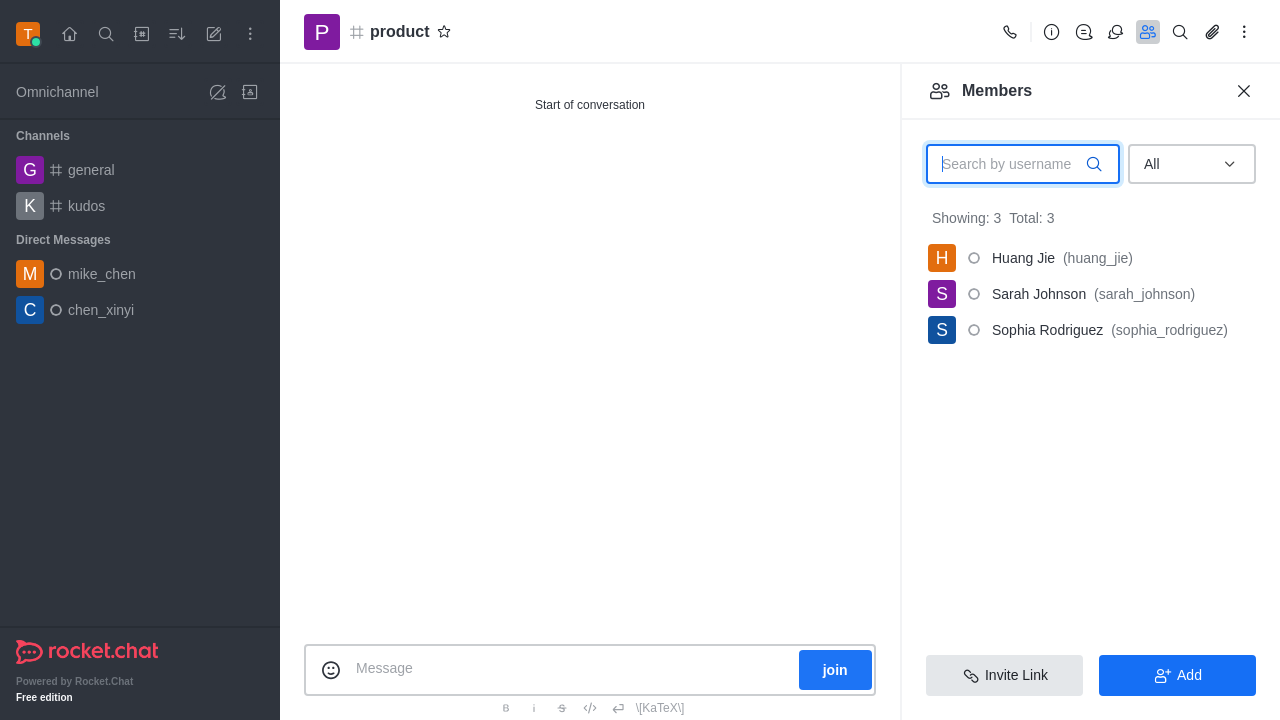 T
Omnichannel
Channels
G general
K kudos
Direct Messages
M mike_chen
C chen_xinyi
rocket.chat
Powered by Rocket.Chat
Free edition
P product
Start of conversation
Message
join
B i S </> \[KaTeX\]
Members
Search by username
All
Showing: 3 Total: 3
H Huang Jie (huang_jie)
S Sarah Johnson (sarah_johnson)
S Sophia Rodriguez (sophia_rodriguez)
Invite Link
Add